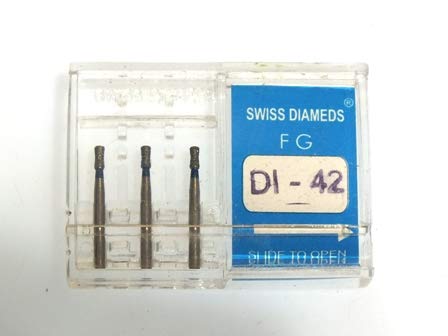 SWISS DIAMEDS ®
FG
DI-42
SLIDE TO OPEN